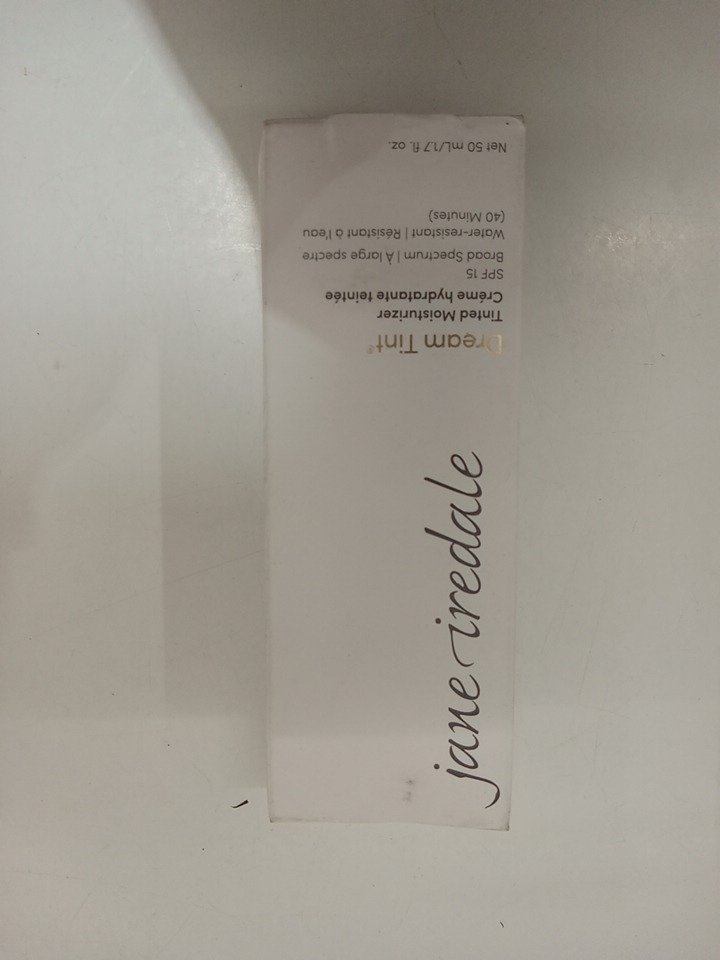 jane iredale
Dream Tint®
Tinted Moisturizer
Crème hydratante teintée
SPF 15
Broad Spectrum | À large spectre
Water-resistant | Résistant à l'eau
(40 Minutes)
Net 50 mL/1.7 fl. oz.